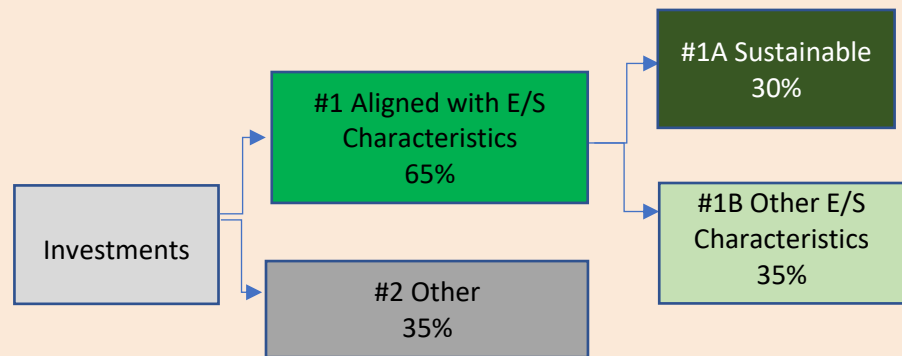 Investments
#1 Aligned with E/S
Characteristics
65%
#2 Other
35%
#1A Sustainable
30%
#1B Other E/S
Characteristics
35%